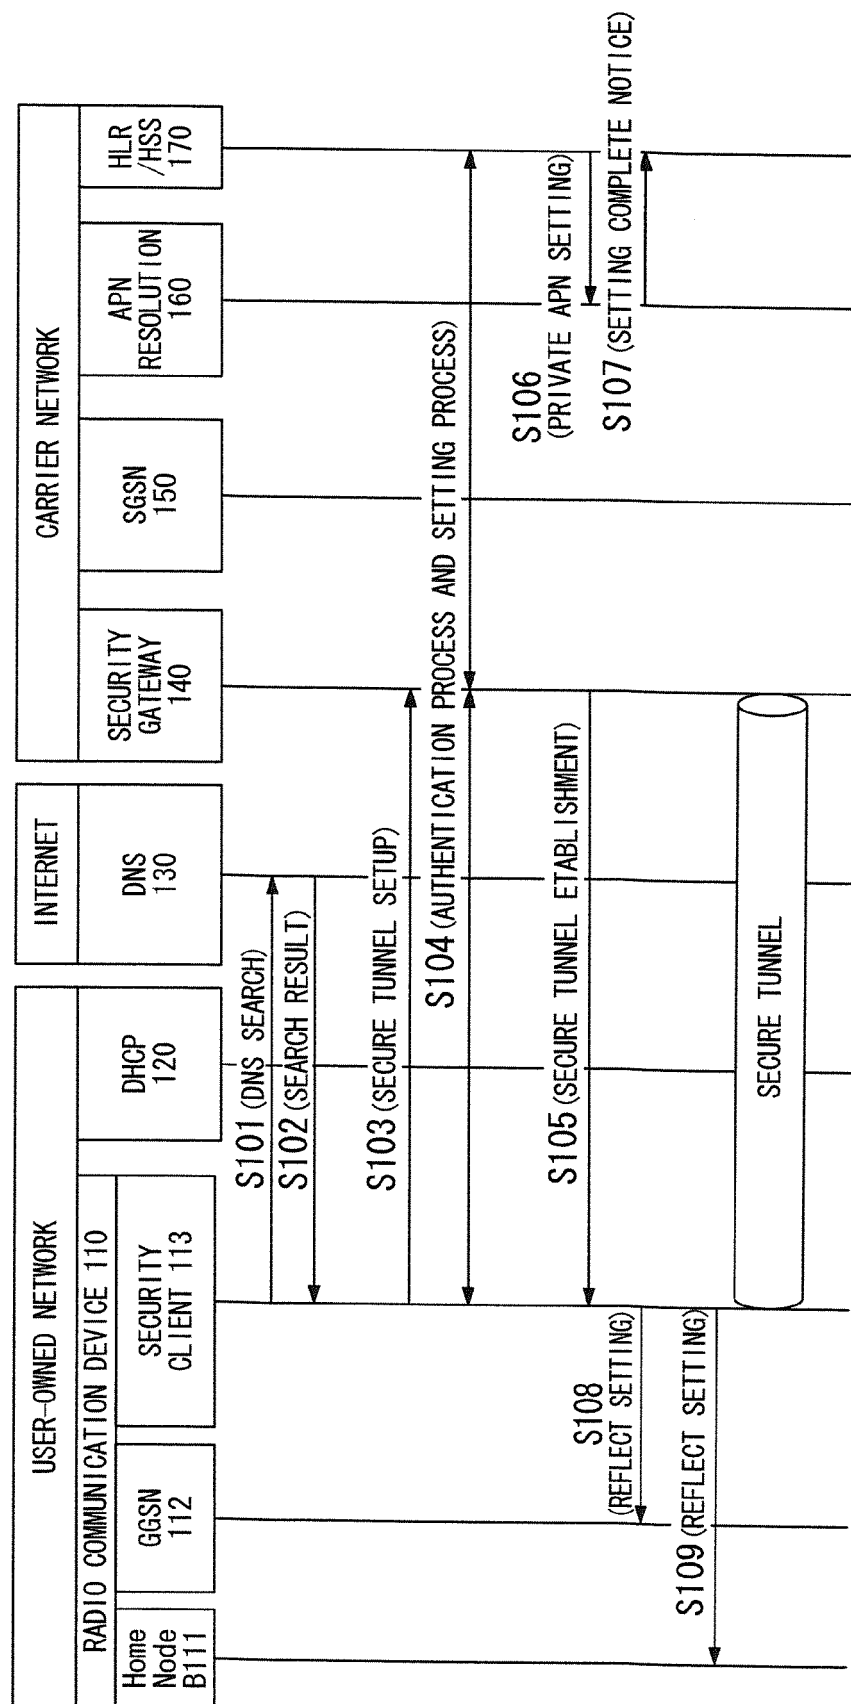 USER-OWNED NETWORK
INTERNET
CARRIER NETWORK
RADIO COMMUNICATION DEVICE 110
Home
Node
B111
GGSN
112
SECURITY
CLIENT 113
DHCP
120
DNS
130
SECURITY
GATEWAY
140
SGSN
150
APN
RESOLUTION
160
HLR
/HSS
170
S101 (DNS SEARCH)
S102 (SEARCH RESULT)
S103 (SECURE TUNNEL SETUP)
S104 (AUTHENTICATION PROCESS AND SETTING PROCESS)
S105 (SECURE TUNNEL ETABLISHMENT)
S106
(PRIVATE APN SETTING)
S107 (SETTING COMPLETE NOTICE)
S108
(REFLECT SETTING)
S109 (REFLECT SETTING)
SECURE TUNNEL